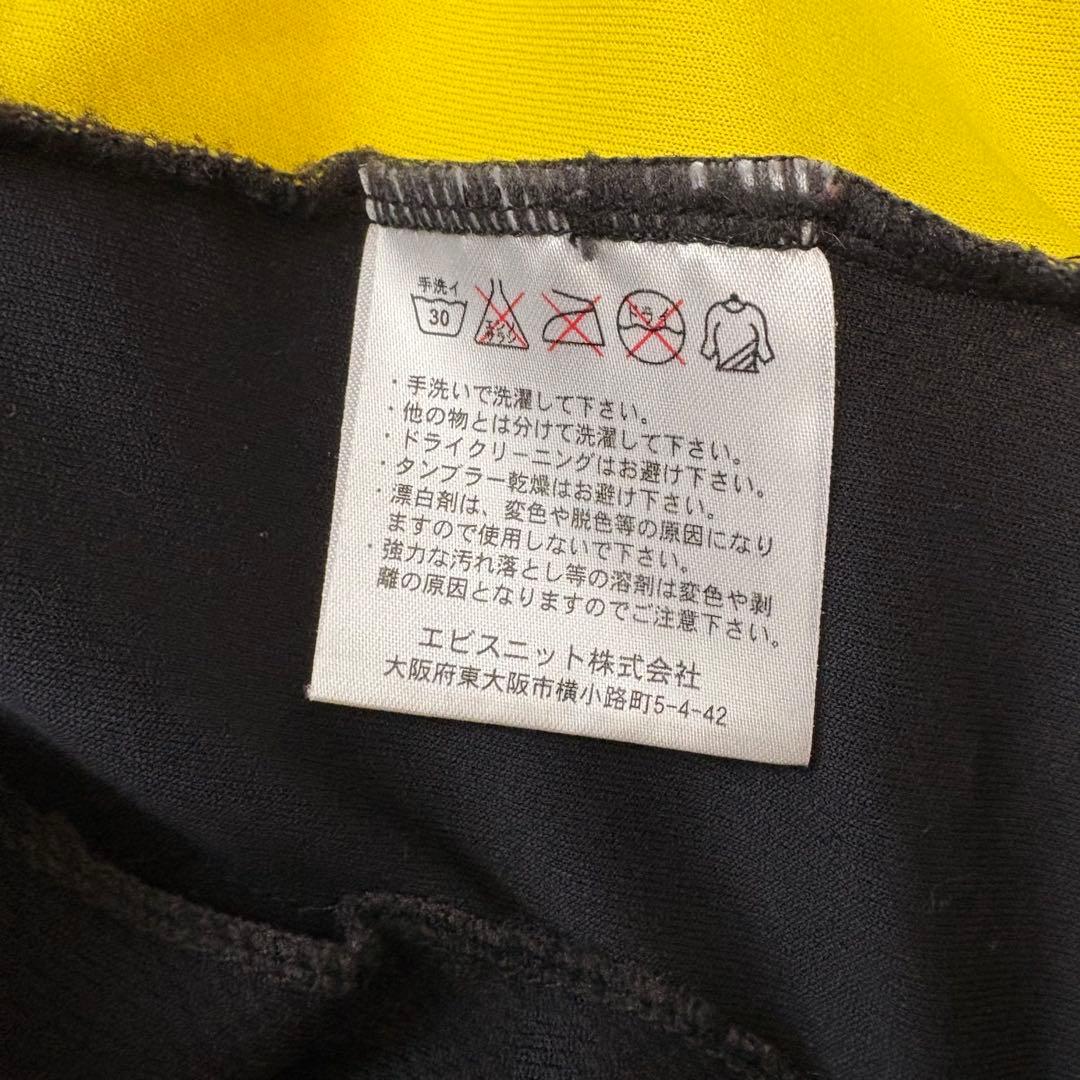 手洗イ
30
エンソ
サラシ
ドライ
・手洗いで洗濯して下さい。
・他の物とは分けて洗濯して下さい。
・ドライクリーニングはお避け下さい。
・タンブラー乾燥はお避け下さい。
・漂白剤は、変色や脱色等の原因になり
ますので使用しないで下さい。
・強力な汚れ落とし等の溶剤は変色や剥
離の原因となりますのでご注意下さい。
エビスニット株式会社
大阪府東大阪市横小路町5-4-42